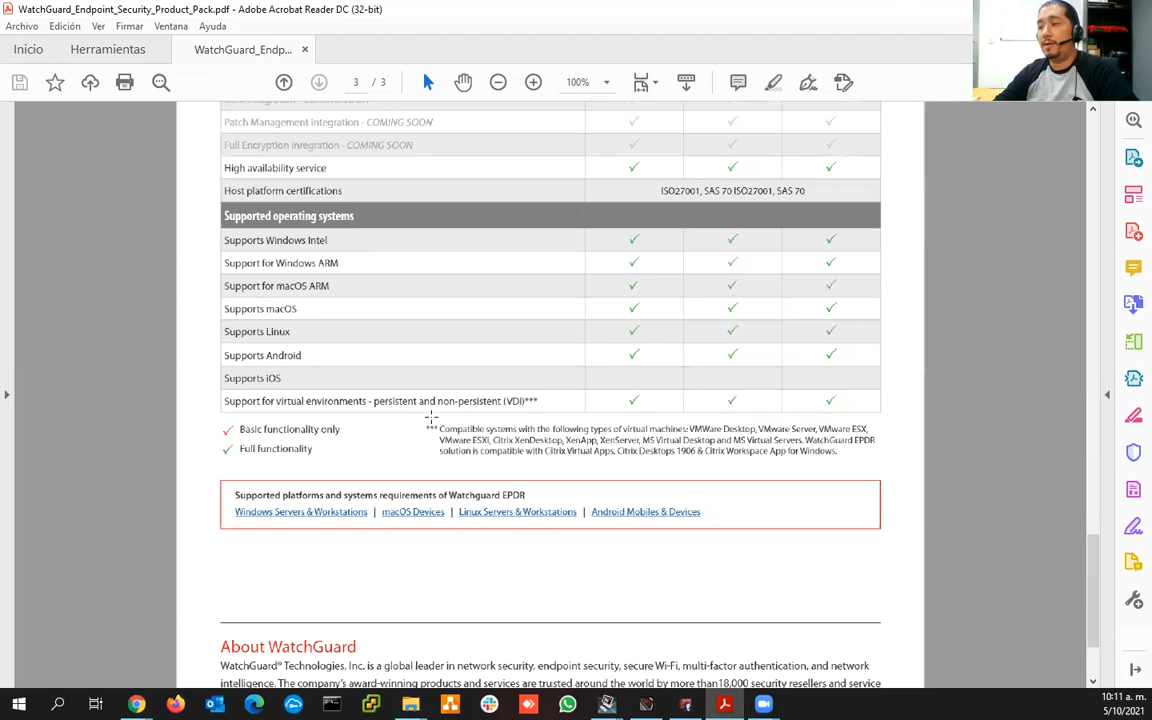 WatchGuard_Endpoint_Security_Product_Pack.pdf - Adobe Acrobat Reader DC (32-bit)
Archivo Edición Ver Firmar Ventana Ayuda
Inicio Herramientas WatchGuard_Endp... ×
3 / 3 100%
Patch Management Integration - COMING SOON
Full Encryption inregration - COMING SOON
High availability service
Host platform certifications ISO27001, SAS 70 ISO27001, SAS 70
Supported operating systems
Supports Windows Intel
Support for Windows ARM
Support for macOS ARM
Supports macOS
Supports Linux
Supports Android
Supports iOS
Support for virtual environments - persistent and non-persistent (VDI)***
Basic functionality only
Full functionality
*** Compatible systems with the following types of virtual machines: VMWare Desktop, VMware Server, VMware ESX,
VMware ESXi, Citrix XenDesktop, XenApp, XenServer, MS Virtual Desktop and MS Virtual Servers. WatchGuard EPDR
solution is compatible with Citrix Virtual Apps, Citrix Desktops 1906 & Citrix Workspace App for Windows.
Supported platforms and systems requirements of Watchguard EPDR
Windows Servers & Workstations | macOS Devices | Linux Servers & Workstations | Android Mobiles & Devices
About WatchGuard
WatchGuard® Technologies, Inc. is a global leader in network security, endpoint security, secure Wi-Fi, multi-factor authentication, and network
intelligence. The company's award-winning products and services are trusted around the world by more than 18,000 security resellers and service
10:11 a. m.
5/10/2021